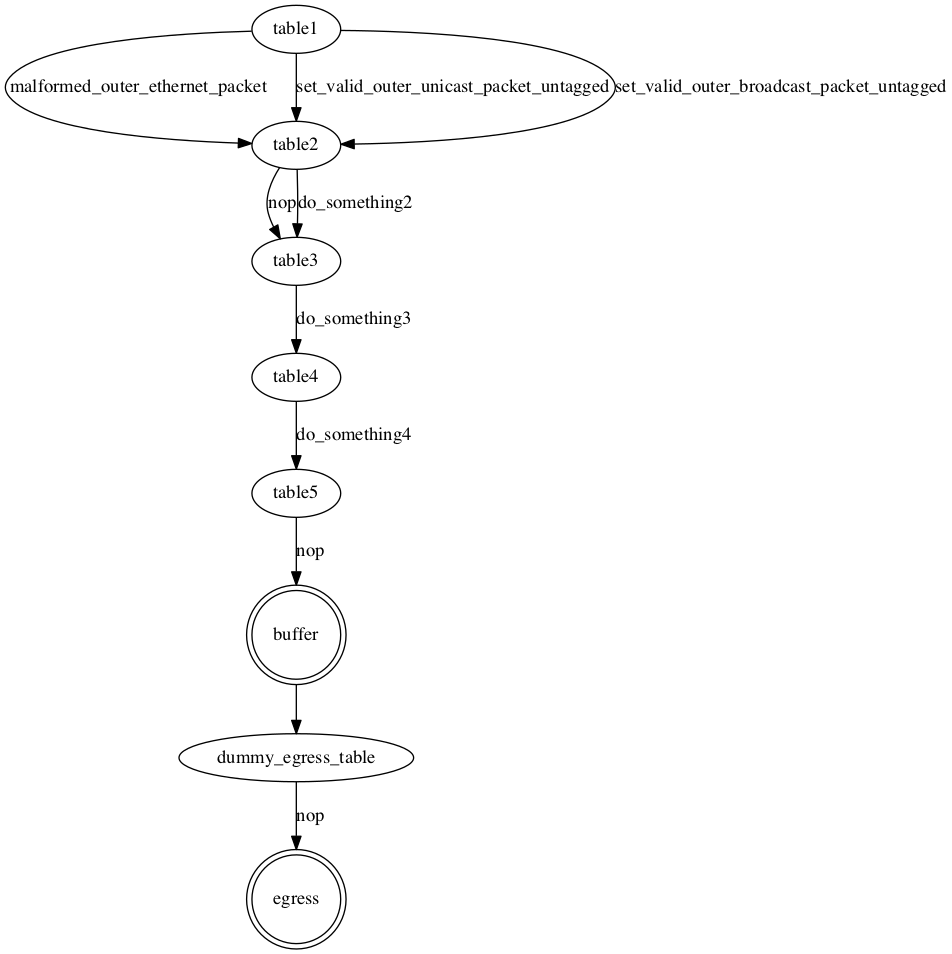 table1
malformed_outer_ethernet_packet
set_valid_outer_unicast_packet_untagged
set_valid_outer_broadcast_packet_untagged
table2
nop
do_something2
table3
do_something3
table4
do_something4
table5
nop
buffer
dummy_egress_table
nop
egress